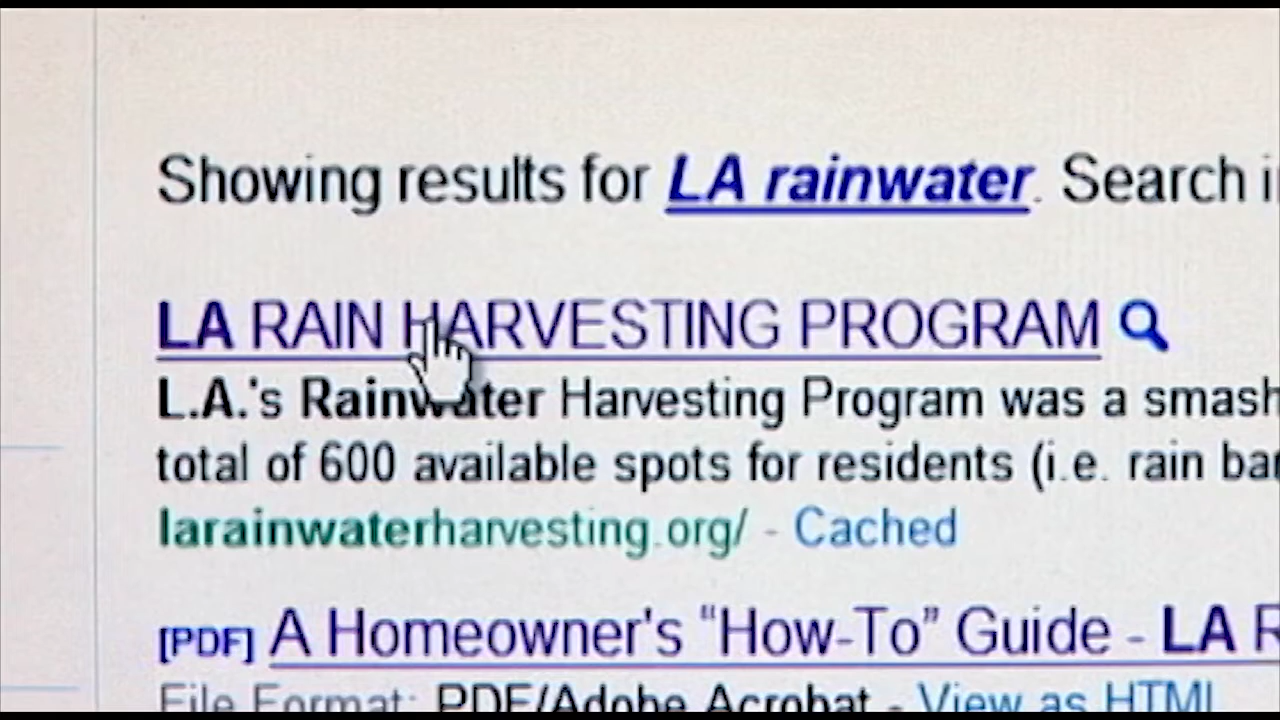 Showing results for LA rainwater. Search
LA RAIN HARVESTING PROGRAM
L.A.'s Rainwater Harvesting Program was a smash
total of 600 available spots for residents (i.e. rain
larainwaterharvesting.org/ - Cached
[PDF] A Homeowner's “How-To” Guide - LA
File Format: PDF/Adobe Acrobat - View as HTML